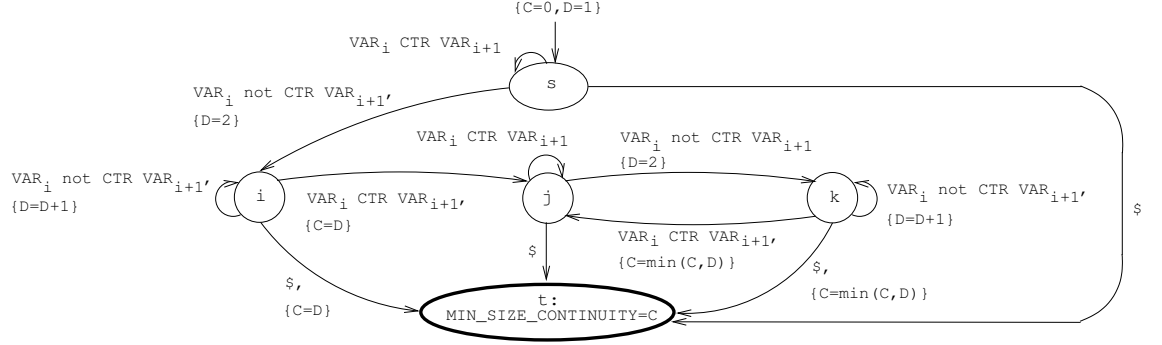 {C=0,D=1}
VAR_i CTR VAR_i+1
s
VAR_i not CTR VAR_i+1,
{D=2}
VAR_i CTR VAR_i+1
VAR_i not CTR VAR_i+1
{D=2}
VAR_i not CTR VAR_i+1,
{D=D+1}
i
VAR_i CTR VAR_i+1,
{C=D}
j
k
VAR_i not CTR VAR_i+1,
{D=D+1}
$
VAR_i CTR VAR_i+1,
{C=min(C,D)}
$
$,
{C=D}
$,
{C=min(C,D)}
t:
MIN_SIZE_CONTINUITY=C